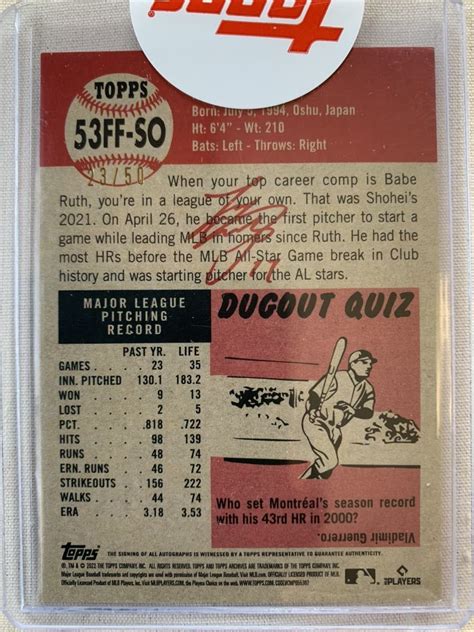 Topps
TOPPS
53FF-SO
23/50
Born: July 5, 1994, Oshu, Japan
Ht: 6'4" - Wt: 210
Bats: Left - Throws: Right
When your top career comp is Babe
Ruth, you're in a league of your own. That was Shohei's
2021. On April 26, he became the first pitcher to start a
game while leading MLB in homers since Ruth. He had the
most HRs before the MLB All-Star Game break in Club
history and was starting pitcher for the AL stars.
MAJOR LEAGUE
PITCHING
RECORD
PAST YR. LIFE
GAMES 23 35
INN. PITCHED 130.1 183.2
WON 9 13
LOST 2 5
PCT. .818 .722
HITS 98 139
RUNS 48 74
ERN. RUNS 46 72
STRIKEOUTS 156 222
WALKS 44 74
ERA 3.18 3.53
DUGOUT QUIZ
Who set Montréal's season record
with his 43rd HR in 2000?
Vladimir Guerrero.
Topps
THE SIGNING OF ALL AUTOGRAPHS IS WITNESSED BY A TOPPS REPRESENTATIVE TO GUARANTEE AUTHENTICITY.
MLB
PLAYERS